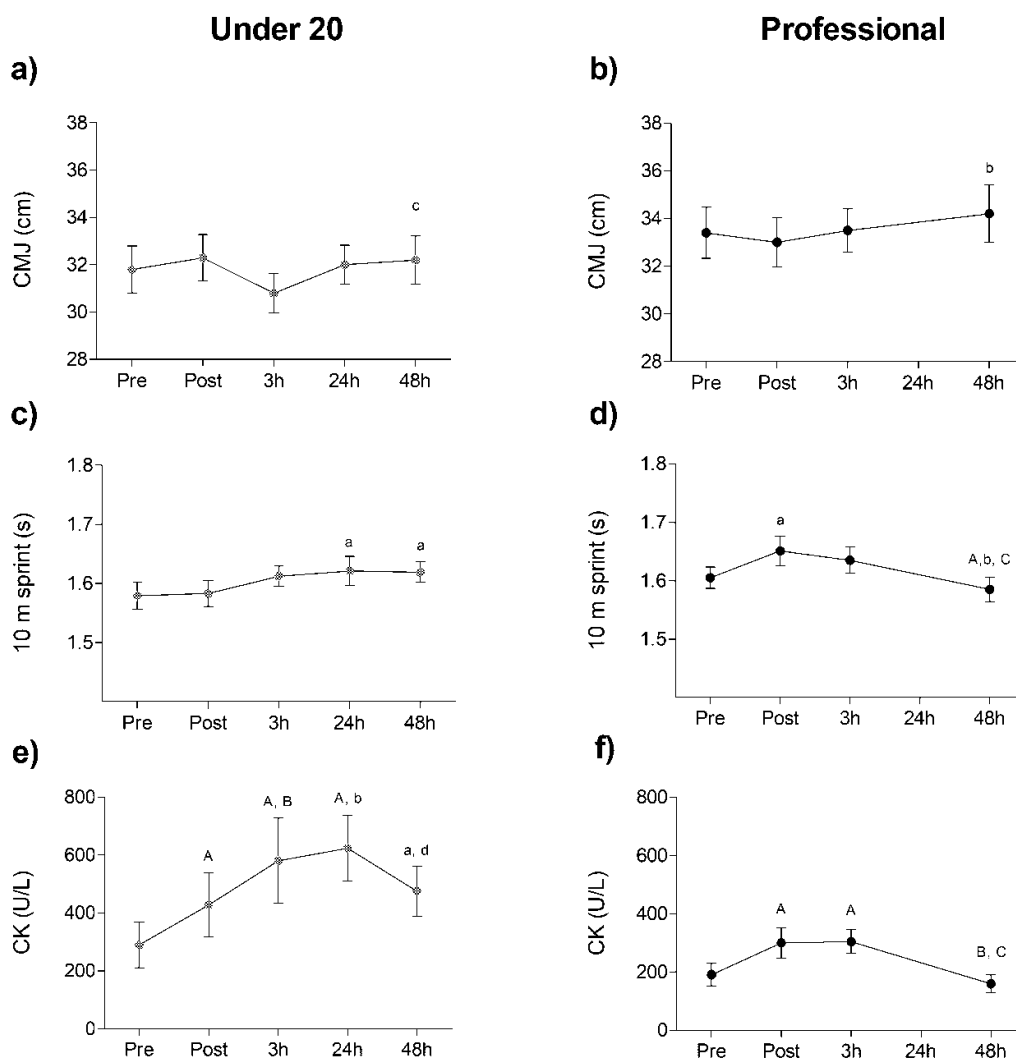 Under 20
Professional
a)
38
36
34
32
30
28
CMJ (cm)
c
Pre Post 3h 24h 48h
b)
38
36
34
32
30
28
CMJ (cm)
b
Pre Post 3h 24h 48h
c)
1.8
1.7
1.6
1.5
10 m sprint (s)
a a
Pre Post 3h 24h 48h
d)
1.8
1.7
1.6
1.5
10 m sprint (s)
a
A,b, C
Pre Post 3h 24h 48h
e)
800
600
400
200
0
CK (U/L)
A
A, B
A, b
a, d
Pre Post 3h 24h 48h
f)
800
600
400
200
0
CK (U/L)
A A
B, C
Pre Post 3h 24h 48h